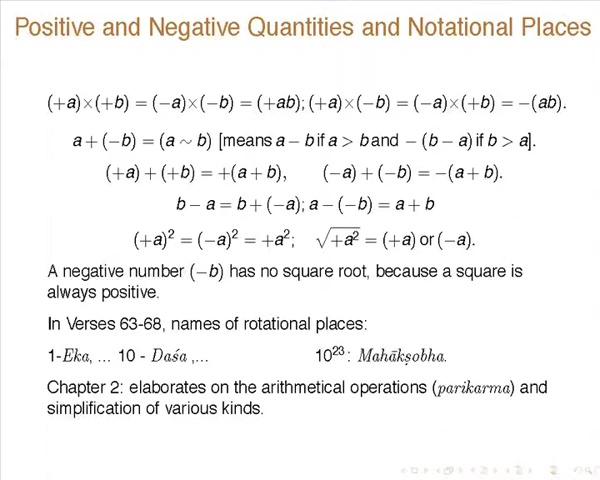 Positive and Negative Quantities and Notational Places
(+a)×(+b) = (−a)×(−b) = (+ab); (+a)×(−b) = (−a)×(+b) = −(ab).
a + (−b) = (a ∼ b) [means a − b if a > b and − (b − a) if b > a].
(+a) + (+b) = +(a + b), (−a) + (−b) = −(a + b).
b − a = b + (−a); a − (−b) = a + b
(+a)² = (−a)² = +a²; √+a² = (+a) or (−a).
A negative number (−b) has no square root, because a square is
always positive.
In Verses 63-68, names of rotational places:
1-Eka, ... 10 - Daśa ,... 10²³: Mahākṣobha.
Chapter 2: elaborates on the arithmetical operations (parikarma) and
simplification of various kinds.